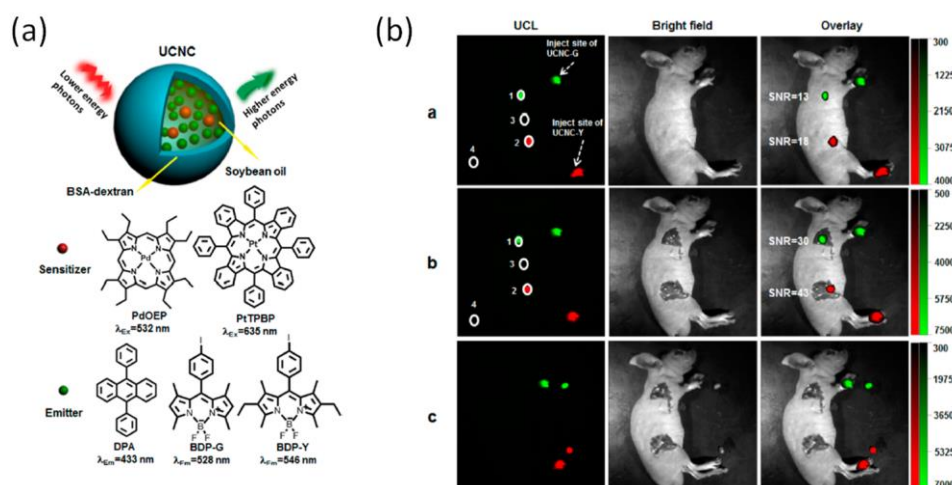 (a)
UCNC
Lower energy
photons
Higher energy
photons
BSA-dextran
Soybean oil
Sensitizer
N
N
N
N
Pd
PdOEP
λEx=532 nm
N
N
N
N
Pt
PtTPBP
λEx=635 nm
Emitter
DPA
λEm=433 nm
I
N
N
B
F
F
BDP-G
λEm=528 nm
I
N
N
B
F
F
BDP-Y
λEm=546 nm
(b)
UCL
Bright field
Overlay
a
Inject site of
UCNC-G
1
3
2
4
Inject site of
UCNC-Y
SNR=13
SNR=18
300
1225
2150
3075
4000
b
1
3
2
4
SNR=30
SNR=43
500
2250
4000
5750
7500
c
300
1975
3650
5325
7000